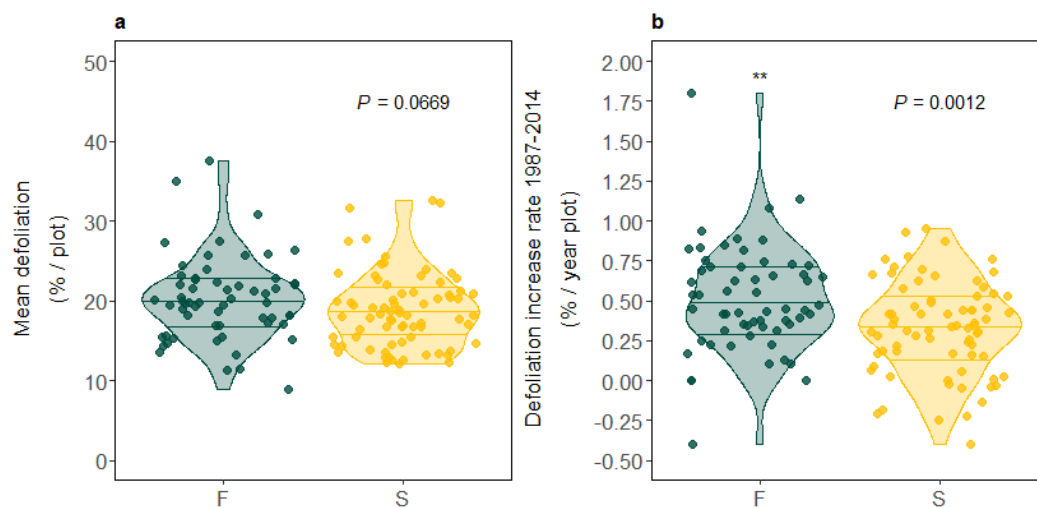 a
Mean defoliation
(% / plot)
50
40
30
20
10
0
P = 0.0669
F
S
b
Defoliation increase rate 1987-2014
(% / year plot)
2.00
1.75
1.50
1.25
1.00
0.75
0.50
0.25
0.00
-0.25
-0.50
**
P = 0.0012
F
S